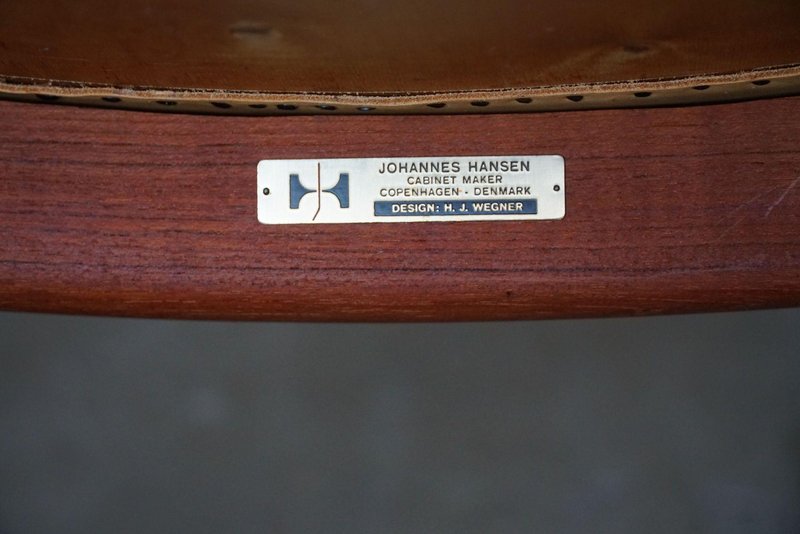 JOHANNES HANSEN
CABINET MAKER
COPENHAGEN - DENMARK
DESIGN: H. J. WEGNER